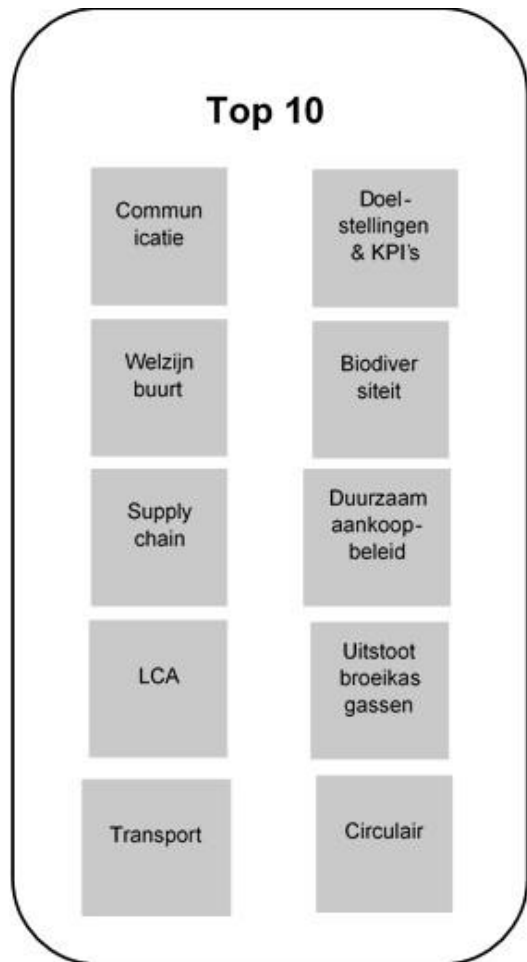 Top 10
Commun
icatie
Doel-
stellingen
& KPI's
Welzijn
buurt
Biodiver
siteit
Supply
chain
Duurzaam
aankoop-
beleid
LCA
Uitstoot
broeikas
gassen
Transport
Circulair